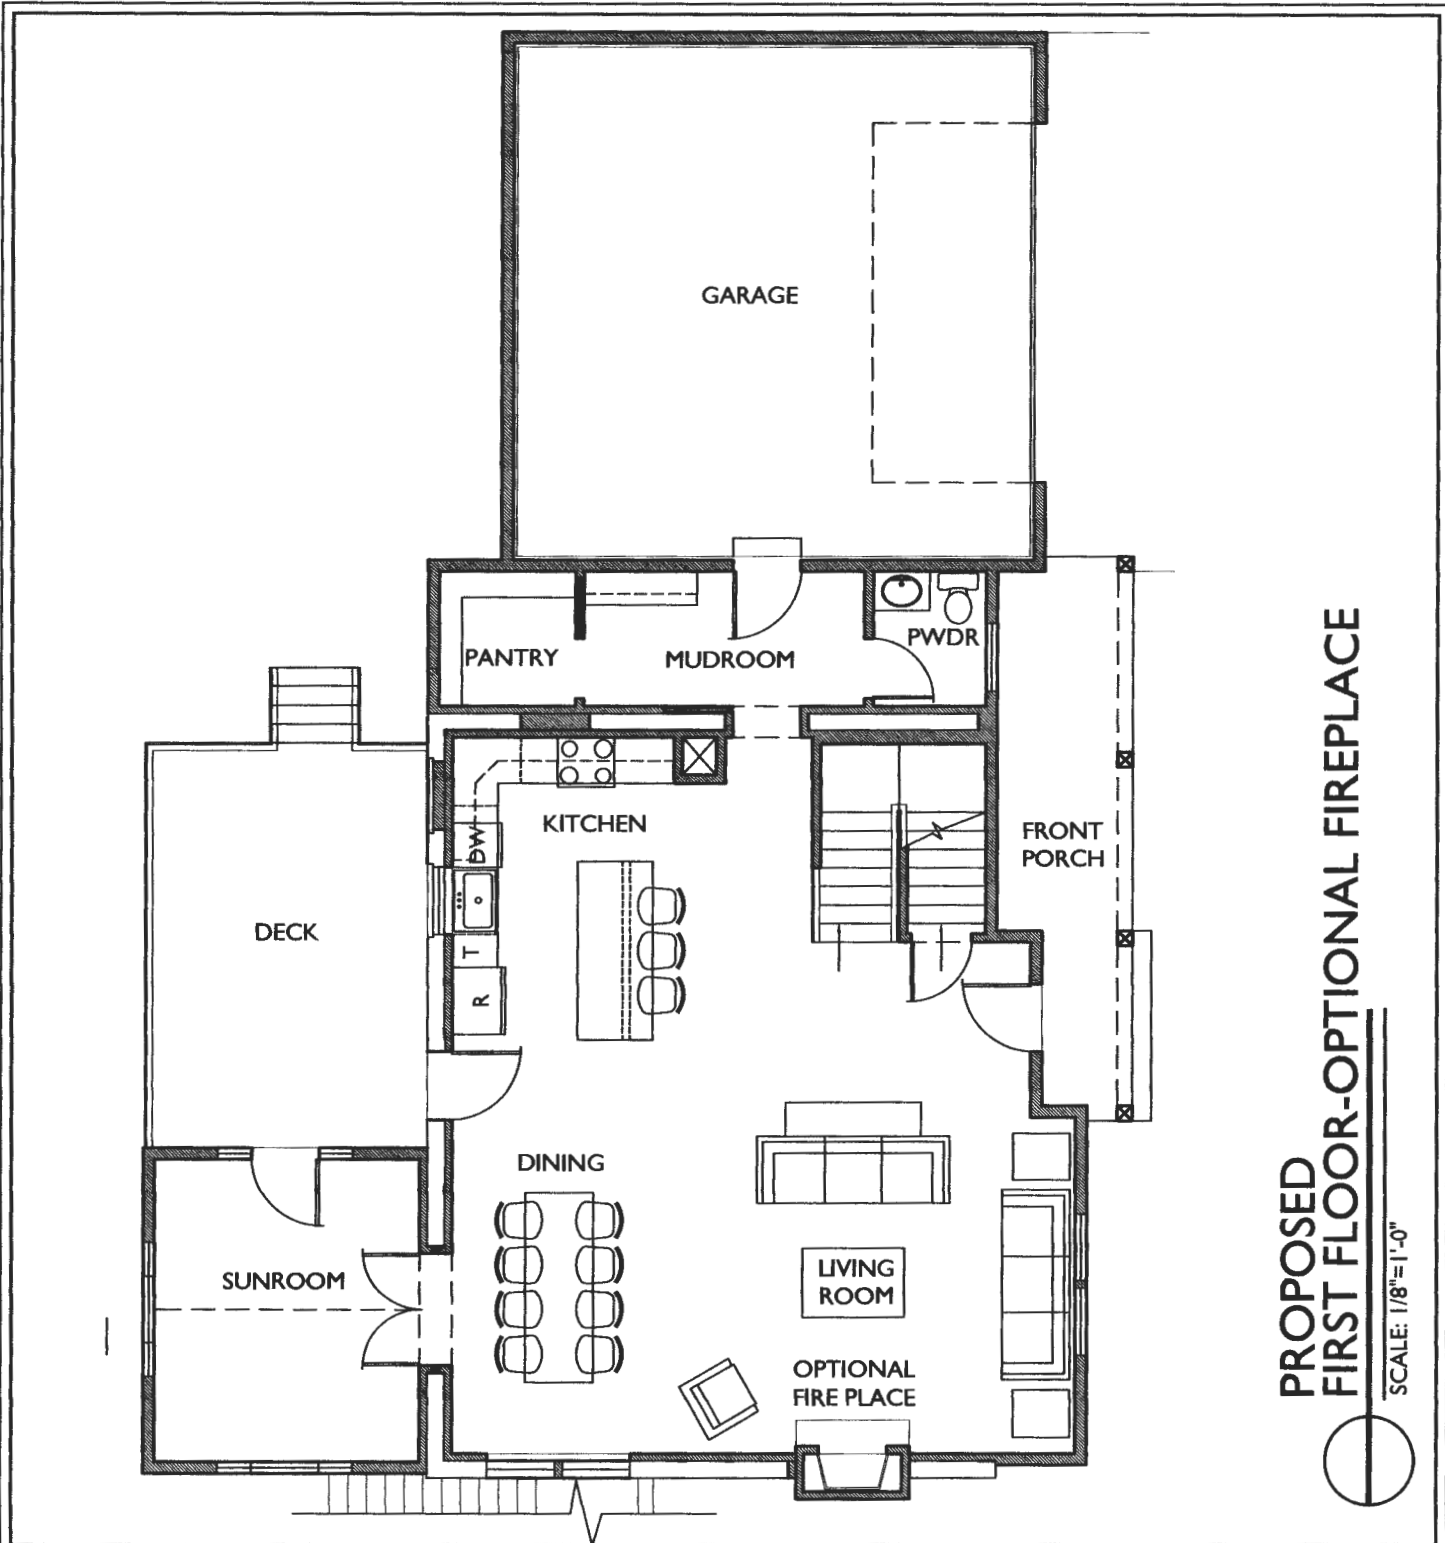 GARAGE
PANTRY
MUDROOM
PWDR
KITCHEN
DW
FRONT
PORCH
DECK
T
R
DINING
SUNROOM
LIVING
ROOM
OPTIONAL
FIRE PLACE
PROPOSED
FIRST FLOOR-OPTIONAL FIREPLACE
SCALE: 1/8"=1'-0"